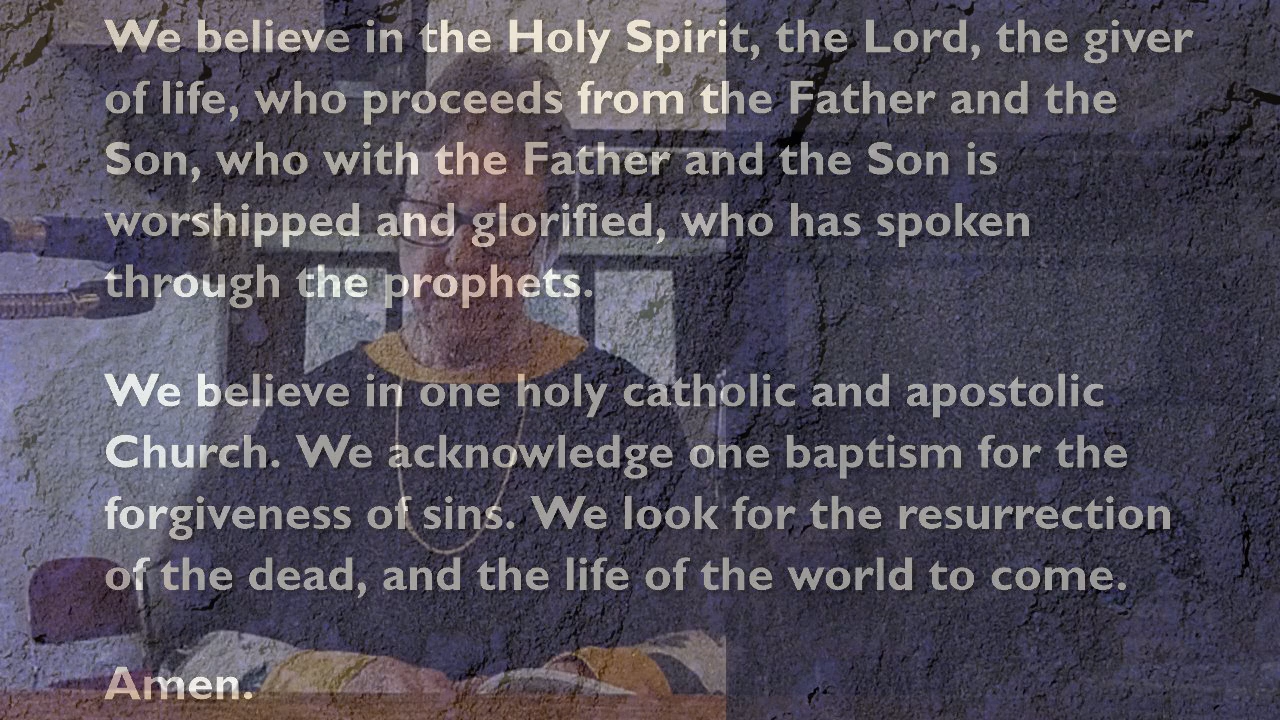 We believe in the Holy Spirit, the Lord, the giver
of life, who proceeds from the Father and the
Son, who with the Father and the Son is
worshipped and glorified, who has spoken
through the prophets.
We believe in one holy catholic and apostolic
Church. We acknowledge one baptism for the
forgiveness of sins. We look for the resurrection
of the dead, and the life of the world to come.
Amen.